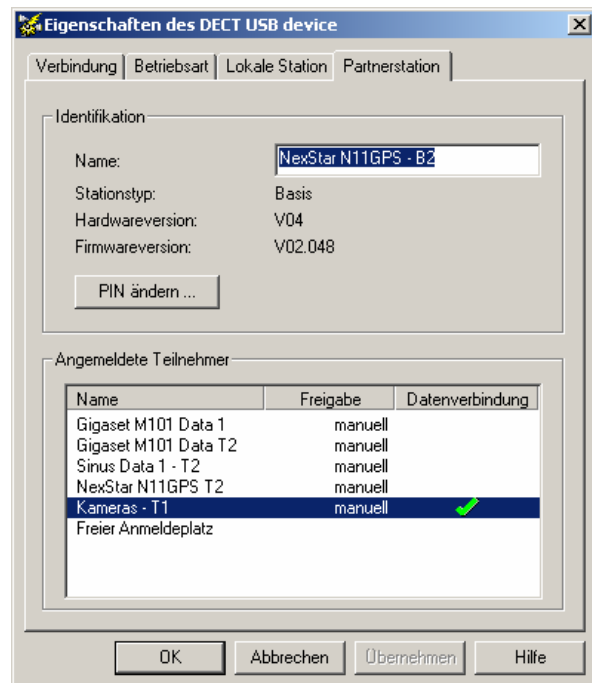 Eigenschaften des DECT USB device
Verbindung Betriebsart Lokale Station Partnerstation
Identifikation
Name: NexStar N11GPS - B2
Stationstyp: Basis
Hardwareversion: V04
Firmwareversion: V02.048
PIN ändern ...
Angemeldete Teilnehmer
Name Freigabe Datenverbindung
Gigaset M101 Data 1 manuell
Gigaset M101 Data T2 manuell
Sinus Data 1 - T2 manuell
NexStar N11GPS T2 manuell
Kameras - T1 manuell
Freier Anmeldeplatz
OK Abbrechen Übernehmen Hilfe